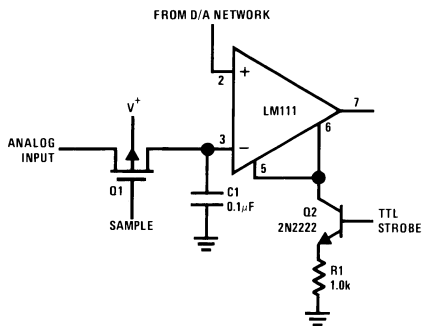 FROM D/A NETWORK
2
+
LM111
7
6
V+
ANALOG
INPUT
3
−
5
Q1
C1
0.1μF
SAMPLE
Q2
2N2222
TTL
STROBE
R1
1.0k